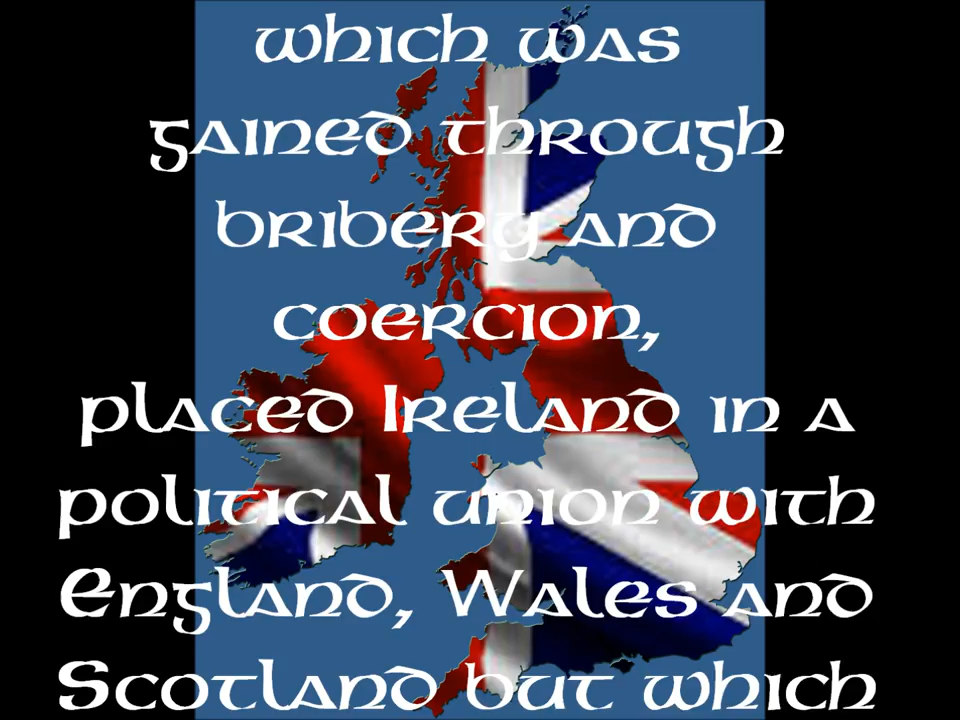 which was
gained through
bribery and
coercion,
placed Ireland in a
political union with
England, Wales and
Scotland but which